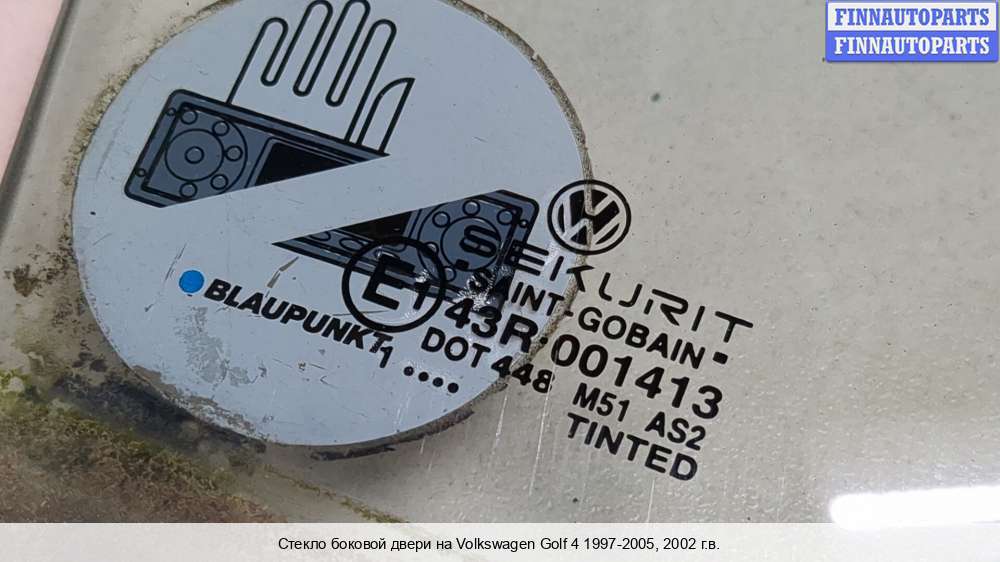 FINNAUTOPARTS
FINNAUTOPARTS
SEKURIT
SAINT-GOBAIN
E1
43R-001413
DOT 448 M51 AS2
1 ....
TINTED
BLAUPUNKT
Стекло боковой двери на Volkswagen Golf 4 1997-2005, 2002 г.в.